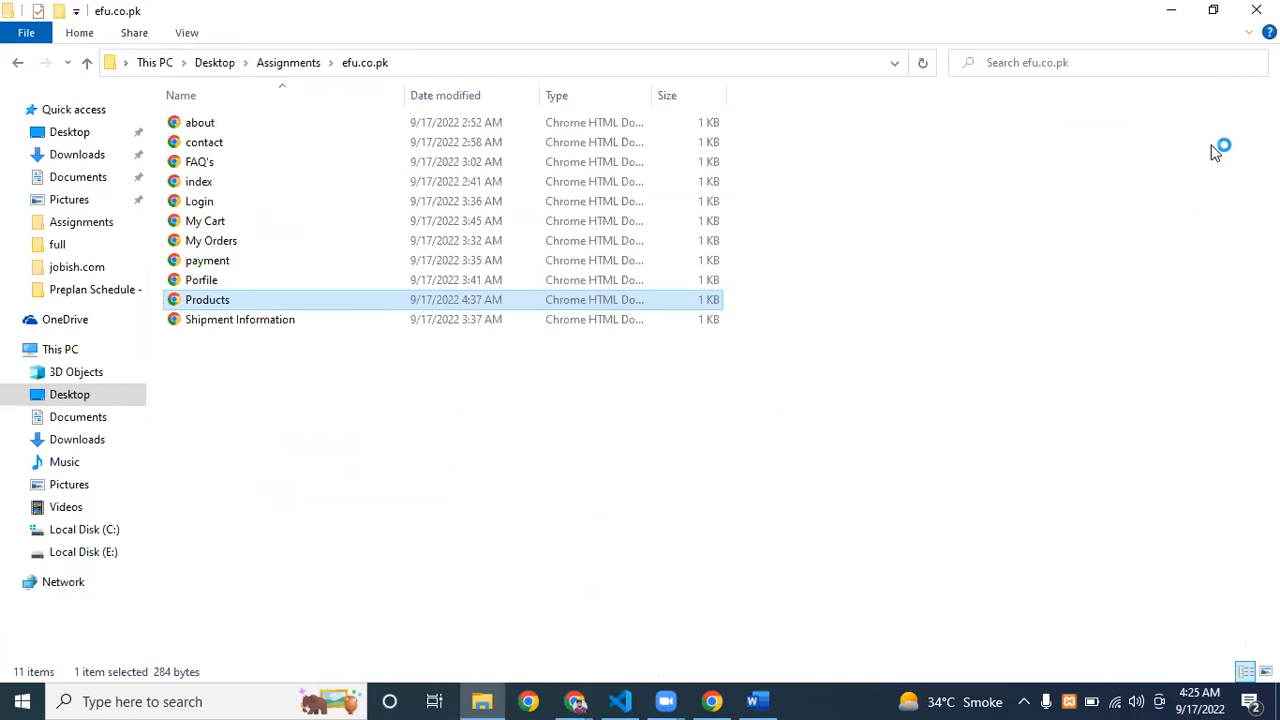 efu.co.pk
File Home Share View
This PC Desktop Assignments efu.co.pk
Search efu.co.pk
Name Date modified Type Size
about 9/17/2022 2:52 AM Chrome HTML Do... 1 KB
contact 9/17/2022 2:58 AM Chrome HTML Do... 1 KB
FAQ's 9/17/2022 3:02 AM Chrome HTML Do... 1 KB
index 9/17/2022 2:41 AM Chrome HTML Do... 1 KB
Login 9/17/2022 3:36 AM Chrome HTML Do... 1 KB
My Cart 9/17/2022 3:45 AM Chrome HTML Do... 1 KB
My Orders 9/17/2022 3:32 AM Chrome HTML Do... 1 KB
payment 9/17/2022 3:35 AM Chrome HTML Do... 1 KB
Porfile 9/17/2022 3:41 AM Chrome HTML Do... 1 KB
Products 9/17/2022 4:37 AM Chrome HTML Do... 1 KB
Shipment Information 9/17/2022 3:37 AM Chrome HTML Do... 1 KB
Quick access
Desktop
Downloads
Documents
Pictures
Assignments
full
jobish.com
Preplan Schedule -
OneDrive
This PC
3D Objects
Desktop
Documents
Downloads
Music
Pictures
Videos
Local Disk (C:)
Local Disk (E:)
Network
11 items 1 item selected 284 bytes
Type here to search
34°C Smoke
4:25 AM
9/17/2022
2